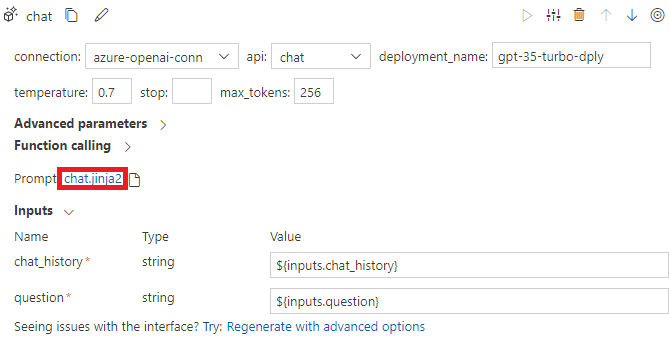 chat
connection: azure-openai-conn api: chat deployment_name: gpt-35-turbo-dply
temperature: 0.7 stop: max_tokens: 256
Advanced parameters
Function calling
Prompt chat.jinja2
Inputs
Name Type Value
chat_history* string ${inputs.chat_history}
question* string ${inputs.question}
Seeing issues with the interface? Try: Regenerate with advanced options